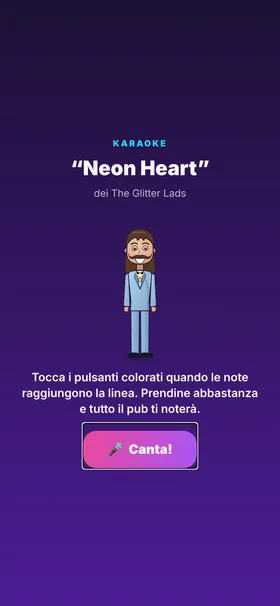 KARAOKE
“Neon Heart”
dei The Glitter Lads
Tocca i pulsanti colorati quando le note
raggiungono la linea. Prendine abbastanza
e tutto il pub ti noterà.
🎤 Canta!